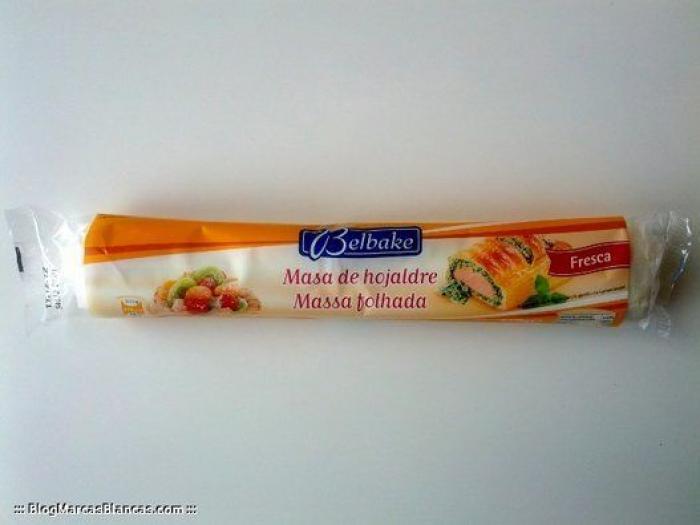 Belbake
Masa de hojaldre
Massa folhada
Fresca
::: BlogMarcasBlancas.com :::